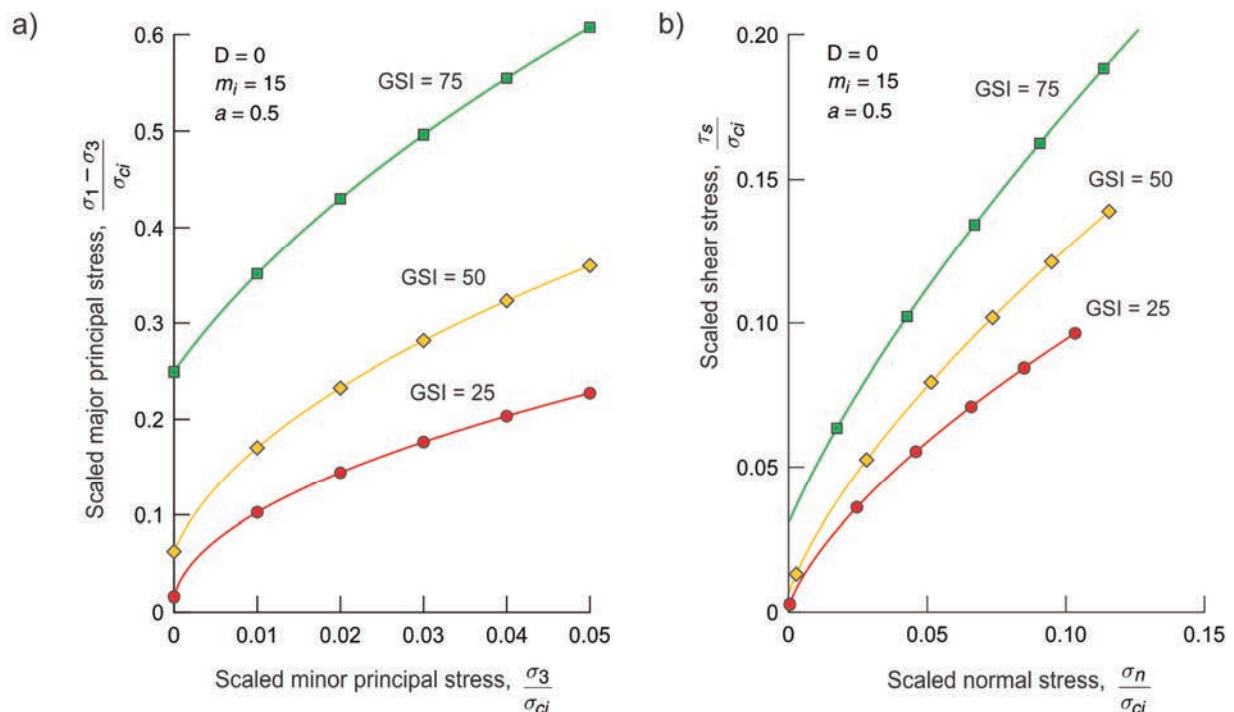 a)
0.6
0.5
0.4
0.3
0.2
0.1
0
D = 0
mᵢ = 15
a = 0.5
GSI = 75
GSI = 50
GSI = 25
Scaled major principal stress, σ₁ – σ₃ / σci
0 0.01 0.02 0.03 0.04 0.05
Scaled minor principal stress, σ₃ / σci
b)
0.20
0.15
0.10
0.05
0
D = 0
mᵢ = 15
a = 0.5
GSI = 75
GSI = 50
GSI = 25
Scaled shear stress, τs / σci
0 0.05 0.10 0.15
Scaled normal stress, σn / σci